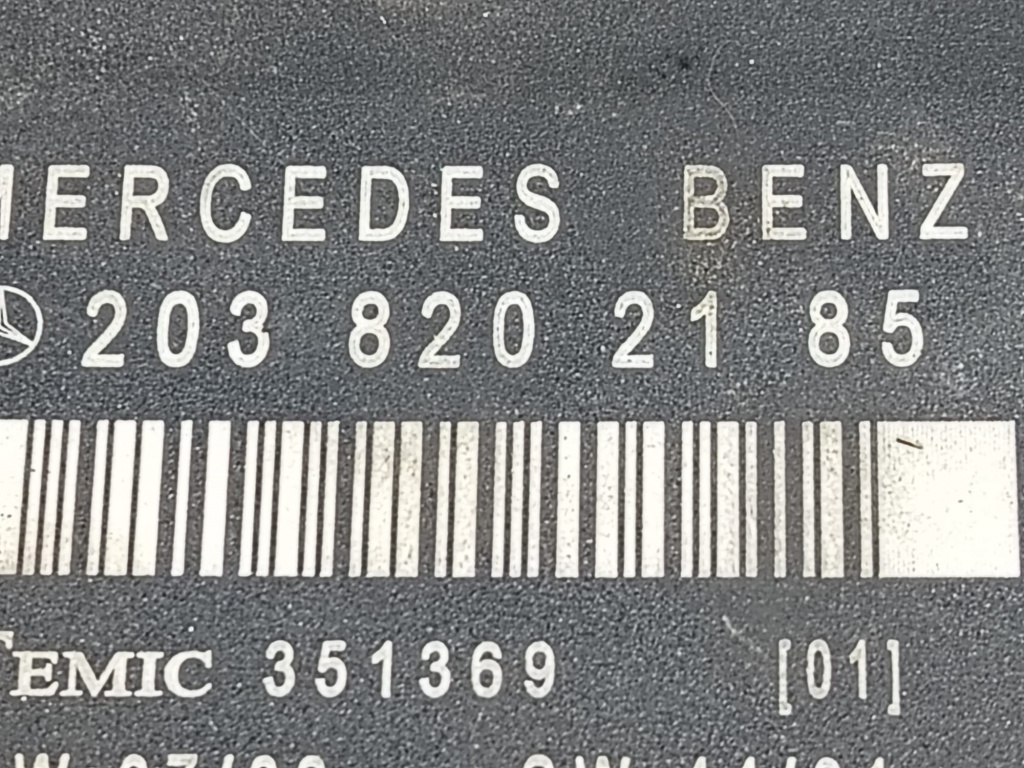 MERCEDES BENZ
203 820 21 85
TEMIC 351369 [01]